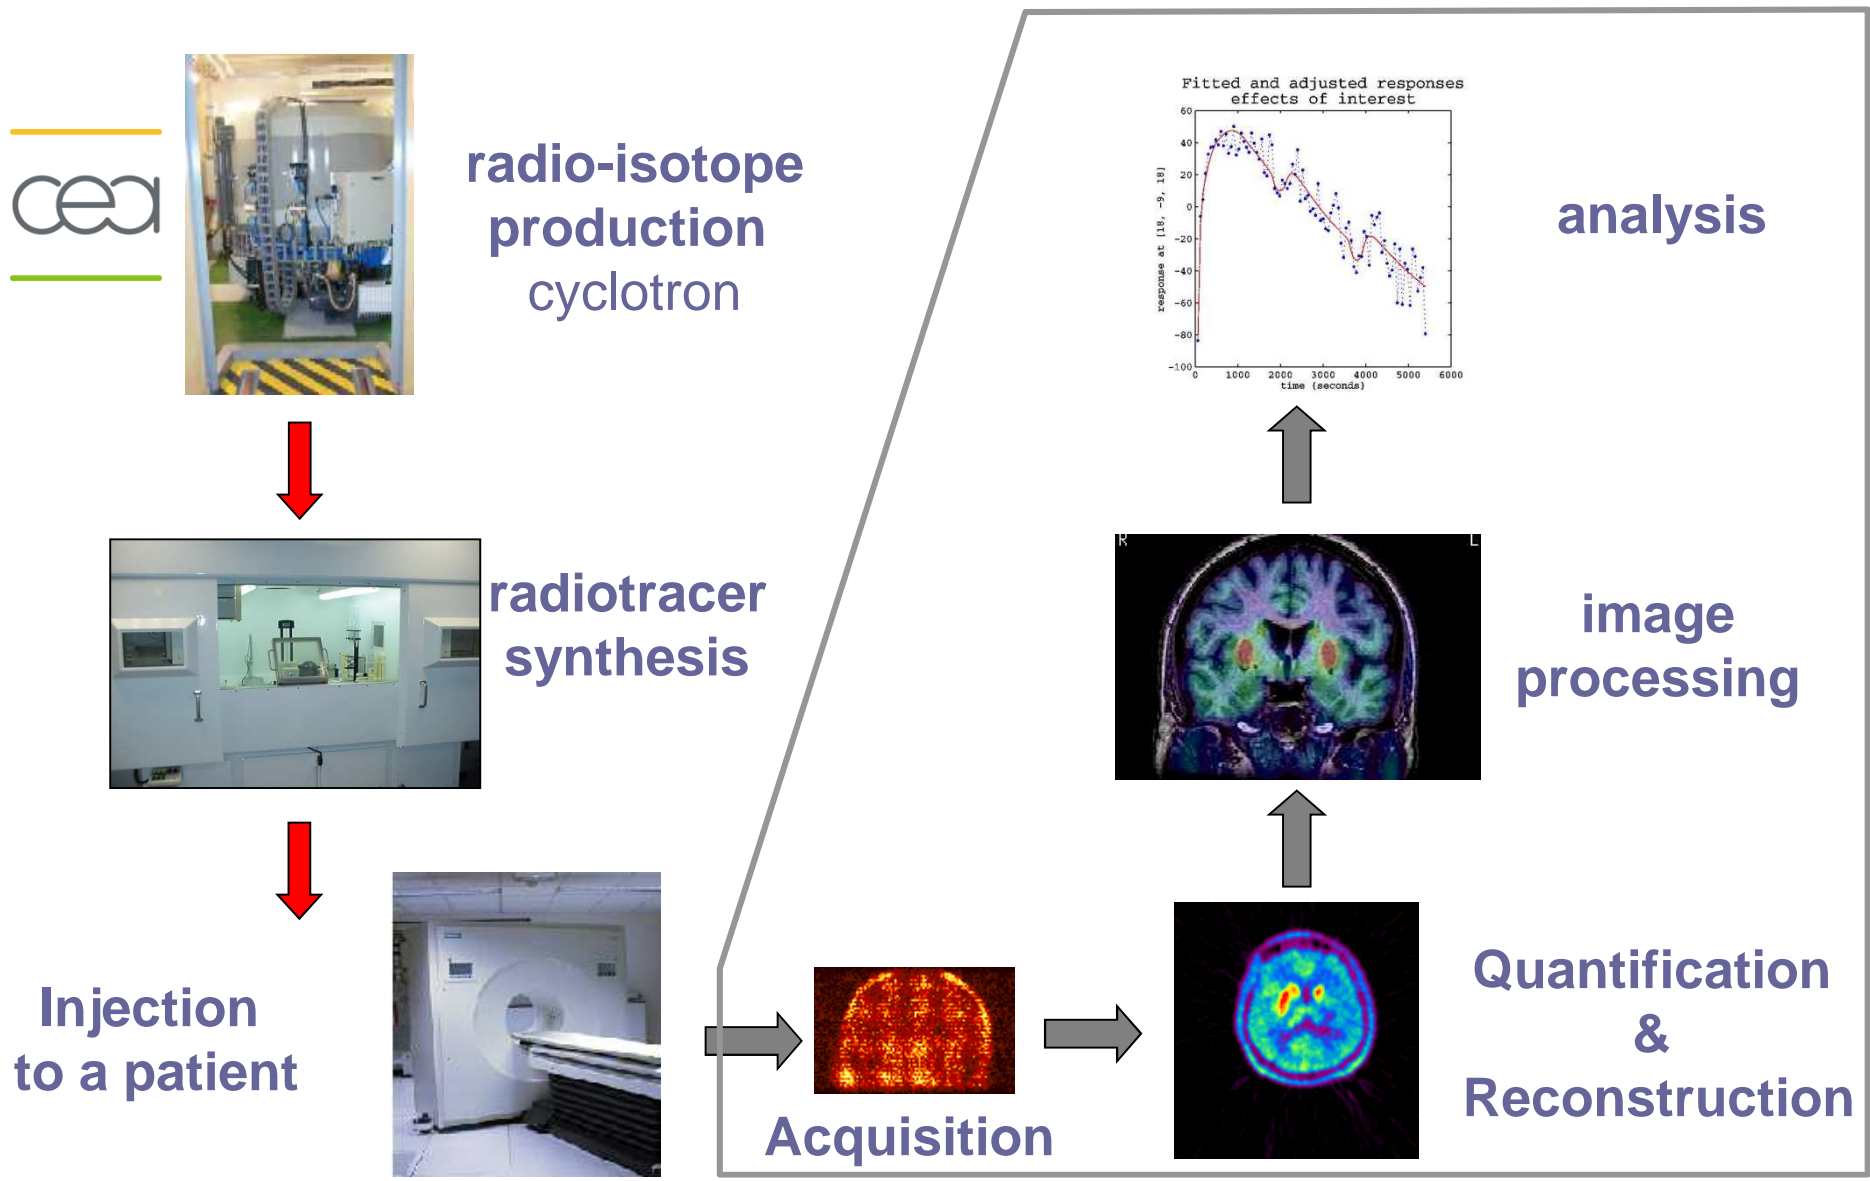 cea
radio-isotope
production
cyclotron
radiotracer
synthesis
Injection
to a patient
Acquisition
Quantification
&
Reconstruction
image
processing
R L
analysis
Fitted and adjusted responses
effects of interest
response at [18, -9, 18]
60
40
20
0
-20
-40
-60
-80
-100
0 1000 2000 3000 4000 5000 6000
time {seconds}